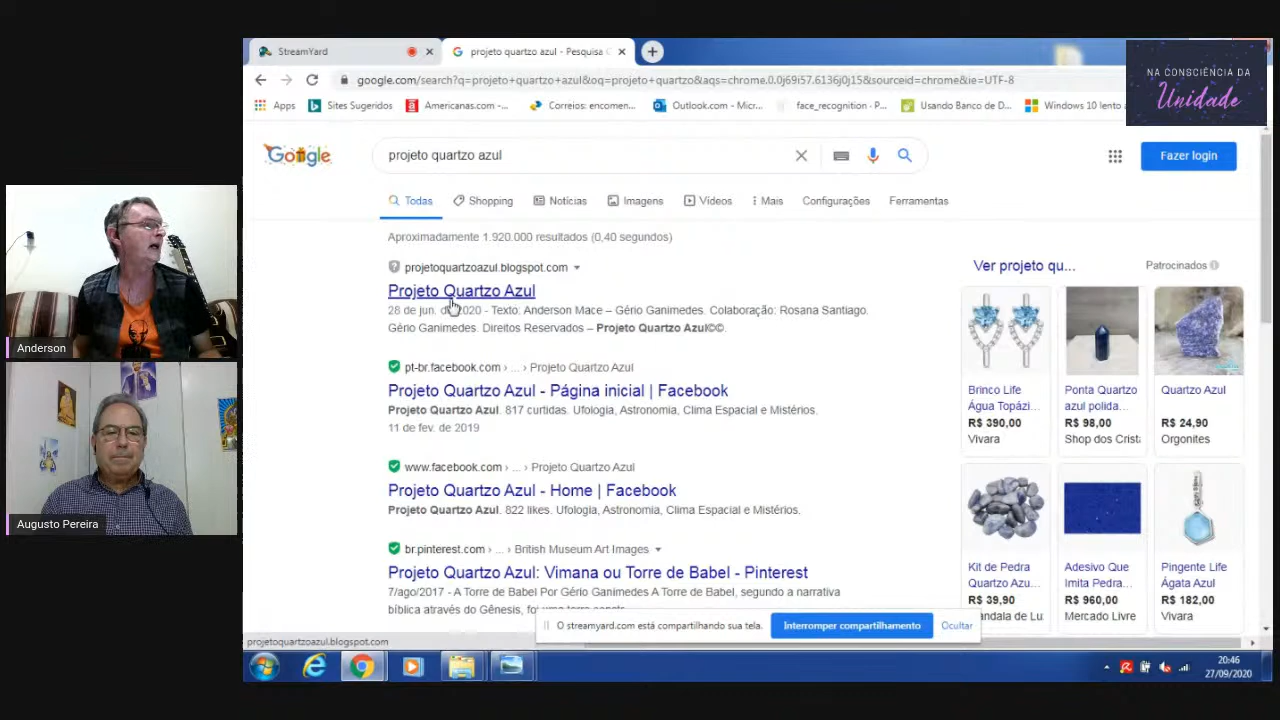 StreamYard
projeto quartzo azul - Pesquisa G
google.com/search?q=projeto+quartzo+azul&oq=projeto+quartzo&aqs=chrome.0.0j69i57.6136j0j15&sourceid=chrome&ie=UTF-8
Apps
Sites Sugeridos
Americanas.com -...
Correios: encomen...
Outlook.com - Micr...
face_recognition · P...
Usando Banco de D...
Windows 10 lento a
NA CONSCIÊNCIA DA
Unidade
Google
projeto quartzo azul
Fazer login
Todas
Shopping
Notícias
Imagens
Vídeos
Mais
Configurações
Ferramentas
Aproximadamente 1.920.000 resultados (0,40 segundos)
projetoquartzoazul.blogspot.com
Projeto Quartzo Azul
28 de jun. de 2020 - Texto: Anderson Mace – Gério Ganimedes. Colaboração: Rosana Santiago.
Gério Ganimedes. Direitos Reservados – Projeto Quartzo Azul©©.
pt-br.facebook.com › ... › Projeto Quartzo Azul
Projeto Quartzo Azul - Página inicial | Facebook
Projeto Quartzo Azul. 817 curtidas. Ufologia, Astronomia, Clima Espacial e Mistérios.
11 de fev. de 2019
www.facebook.com › ... › Projeto Quartzo Azul
Projeto Quartzo Azul - Home | Facebook
Projeto Quartzo Azul. 822 likes. Ufologia, Astronomia, Clima Espacial e Mistérios.
br.pinterest.com › ... › British Museum Art Images
Projeto Quartzo Azul: Vimana ou Torre de Babel - Pinterest
7/ago/2017 - A Torre de Babel Por Gério Ganimedes A Torre de Babel, segundo a narrativa
bíblica através do Gênesis, foi uma torre
Ver projeto qu...
Patrocinados
Brinco Life
Água Topázi...
R$ 390,00
Vivara
Ponta Quartzo
azul polida...
R$ 98,00
Shop dos Crista
Quartzo Azul
R$ 24,90
Orgonites
Kit de Pedra
Quartzo Azu...
R$ 39,90
Mandala de Lu
Adesivo Que
Imita Pedra...
R$ 960,00
Mercado Livre
Pingente Life
Ágata Azul
R$ 182,00
Vivara
O streamyard.com está compartilhando sua tela.
Interromper compartilhamento
Ocultar
projetoquartzoazul.blogspot.com
20:46
27/09/2020
Anderson
Augusto Pereira